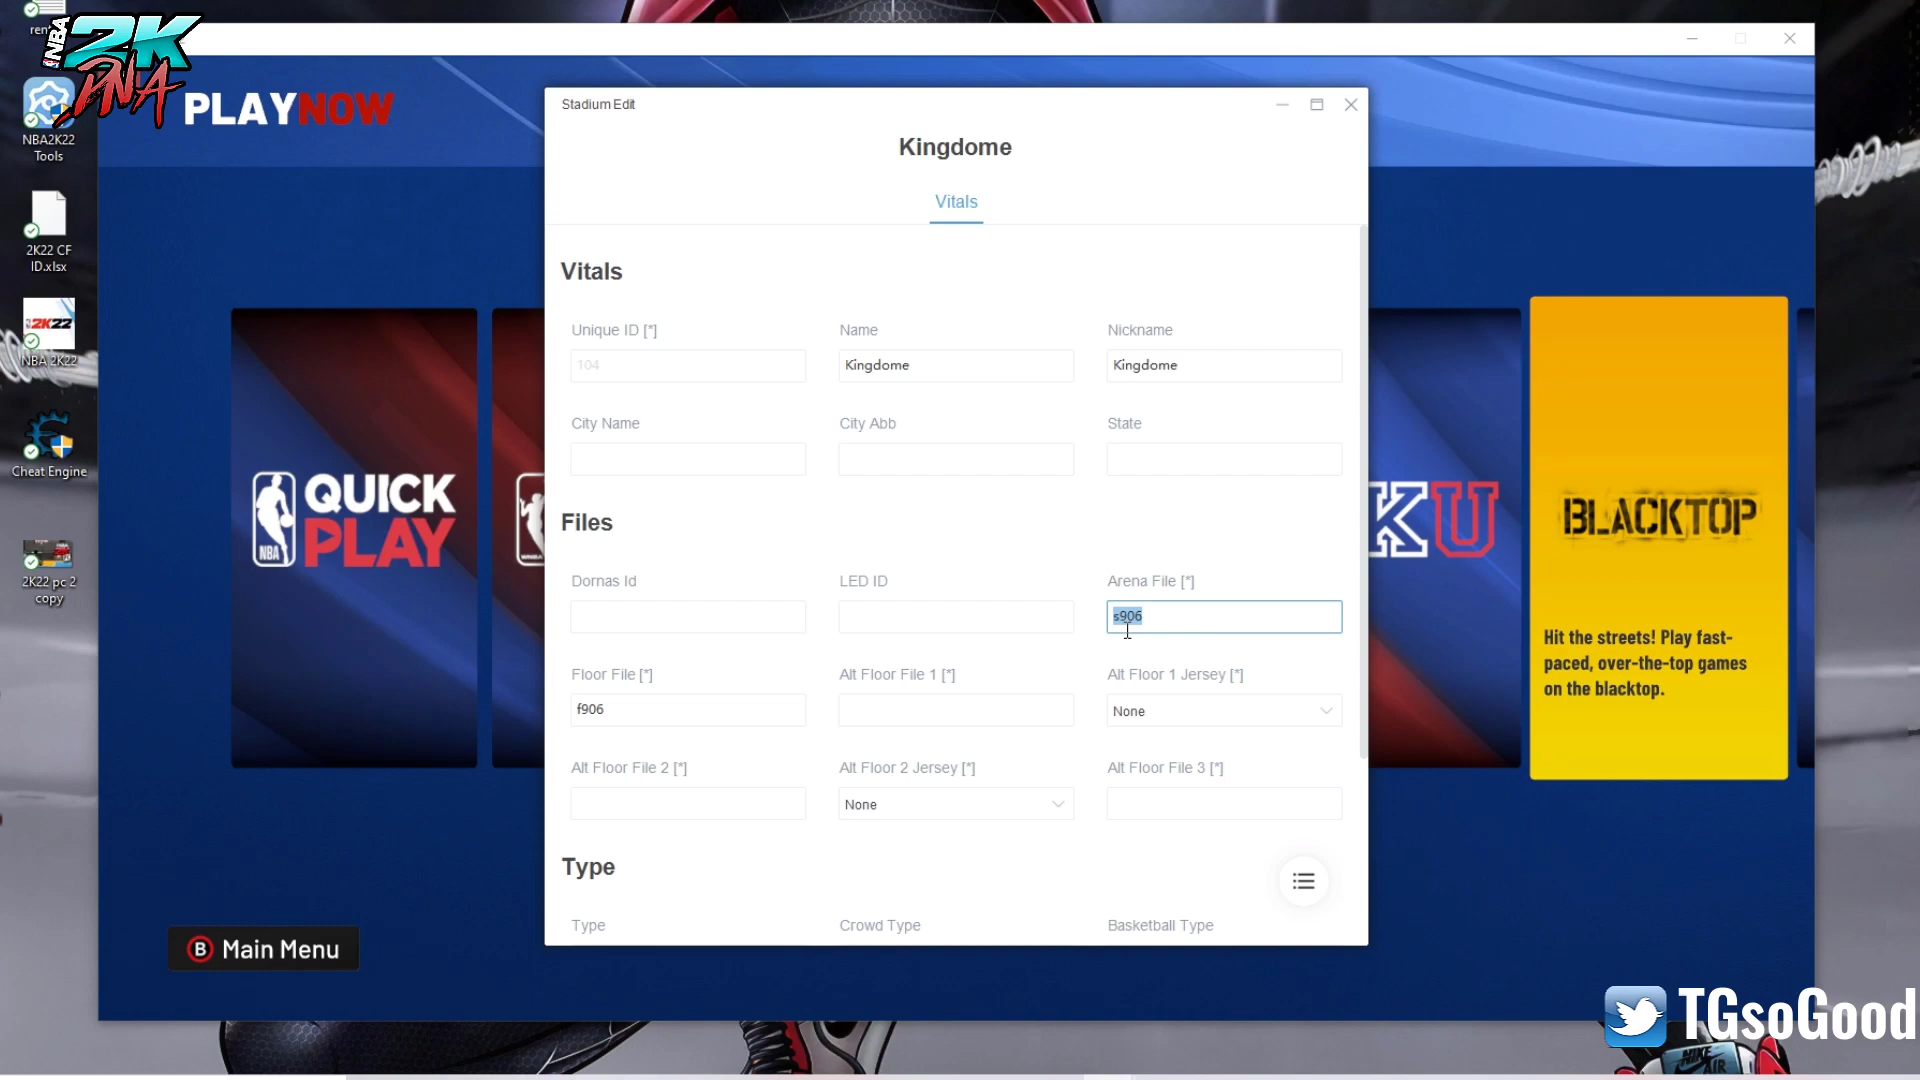 NBA 2K
DNA
PLAYNOW
NBA2K22
Tools
2K22 CF
ID.xlsx
2K22
NBA 2K22
Cheat Engine
2K22 pc 2
copy
Stadium Edit
Kingdome
Vitals
Vitals
Unique ID [*]
Name
Nickname
104
Kingdome
Kingdome
City Name
City Abb
State
Files
Dornas Id
LED ID
Arena File [*]
s906
Floor File [*]
Alt Floor File 1 [*]
Alt Floor 1 Jersey [*]
f906
None
Alt Floor File 2 [*]
Alt Floor 2 Jersey [*]
Alt Floor File 3 [*]
None
Type
Type
Crowd Type
Basketball Type
QUICK
PLAY
NBA
KU
BLACKTOP
Hit the streets! Play fast-
paced, over-the-top games
on the blacktop.
B Main Menu
TGsoGood
NIKE
AIR